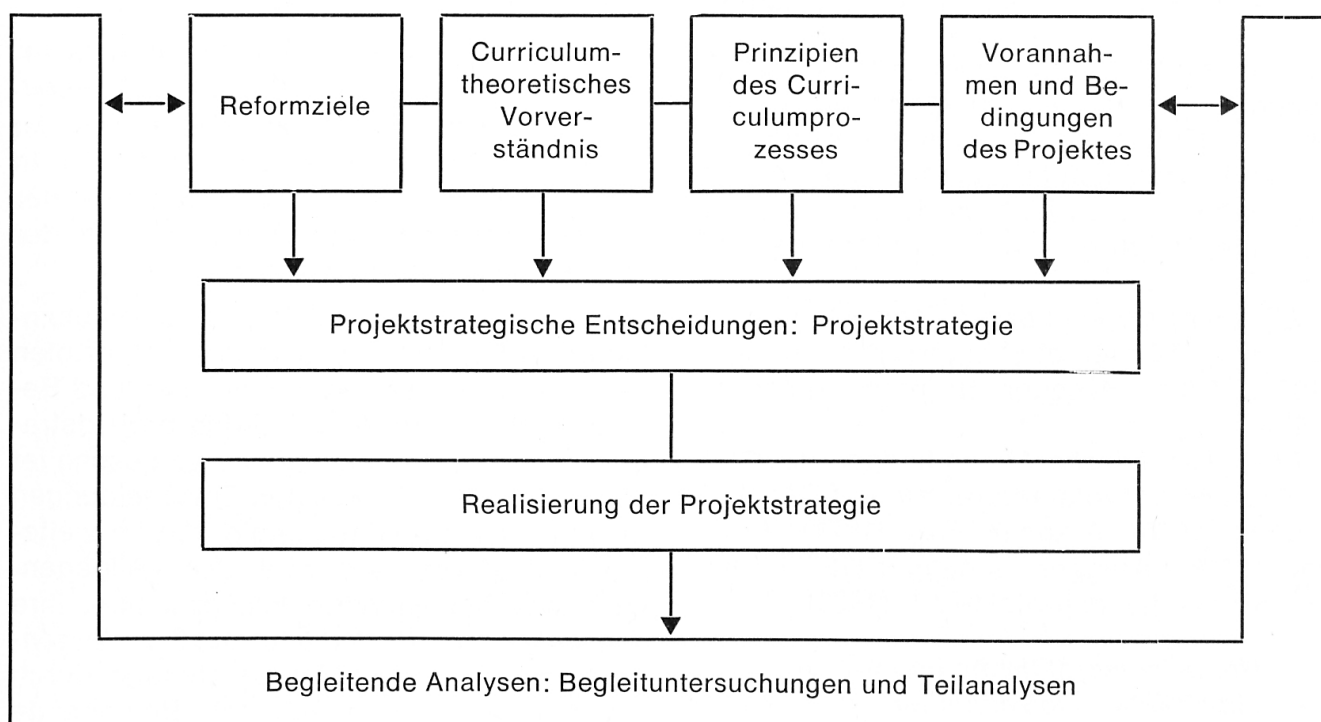 Reformziele
Curriculum-
theoretisches
Vorver-
ständnis
Prinzipien
des Curri-
culumpro-
zesses
Vorannah-
men und Be-
dingungen
des Projektes
Projektstrategische Entscheidungen: Projektstrategie
Realisierung der Projektstrategie
Begleitende Analysen: Begleituntersuchungen und Teilanalysen